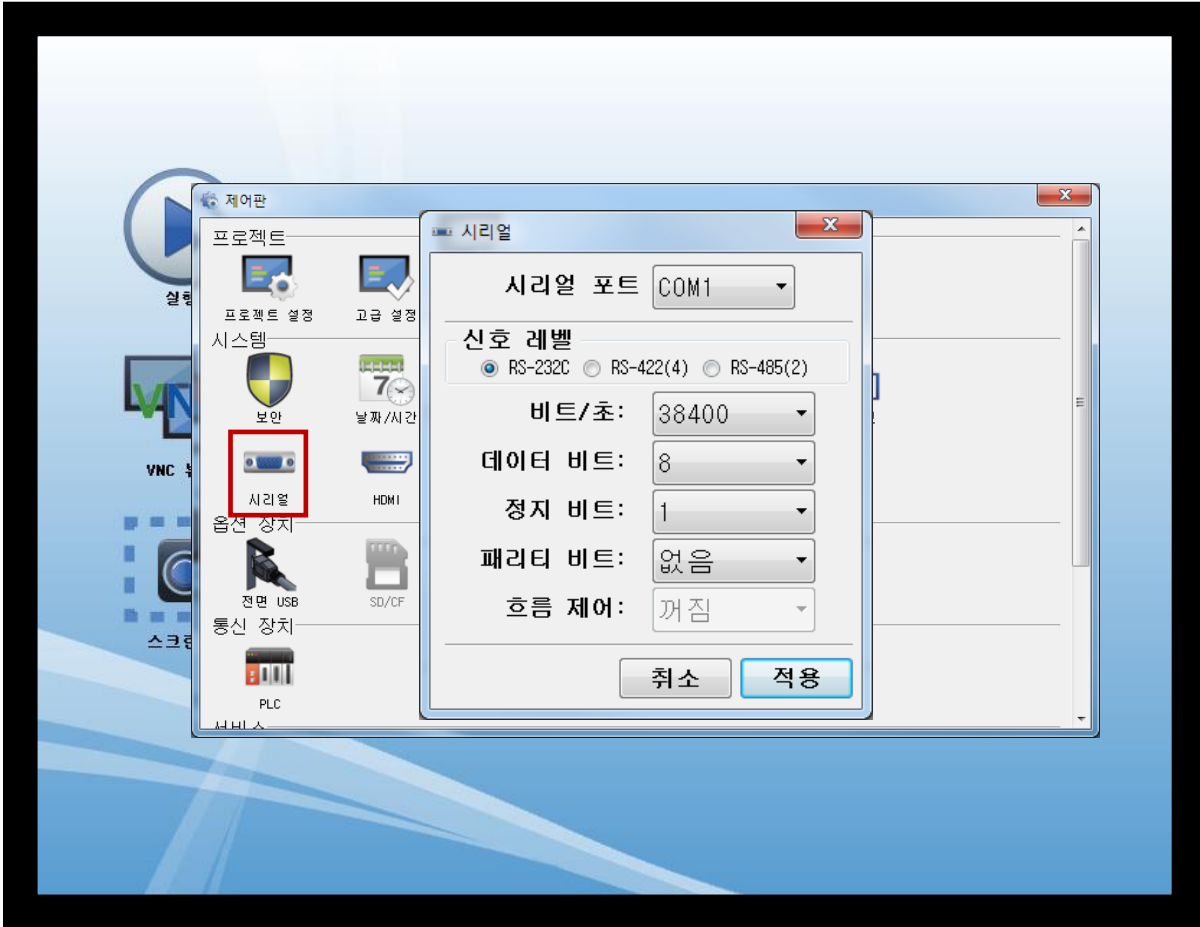 제어판
프로젝트
프로젝트 설정
고급 설정
시스템
7
보안
날짜/시간
시리얼
HDMI
옵션 장치
전면 USB
SD/CF
통신 장치
PLC
서비스
VNC
시리얼
시리얼 포트 COM1
신호 레벨
RS-232C RS-422(4) RS-485(2)
비트/초: 38400
데이터 비트: 8
정지 비트: 1
패리티 비트: 없음
흐름 제어: 꺼짐
취소 적용